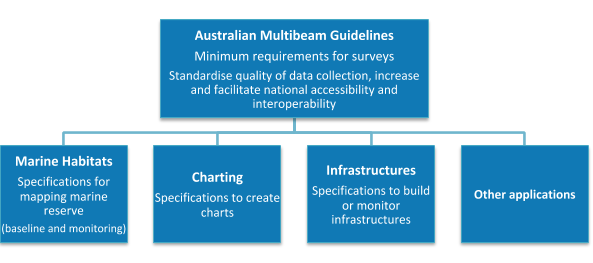 Australian Multibeam Guidelines
Minimum requirements for surveys
Standardise quality of data collection, increase
and facilitate national accessibility and
interoperability
Marine Habitats
Specifications for
mapping marine
reserve
(baseline and monitoring)
Charting
Specifications to create
charts
Infrastructures
Specifications to build
or monitor
infrastructures
Other applications